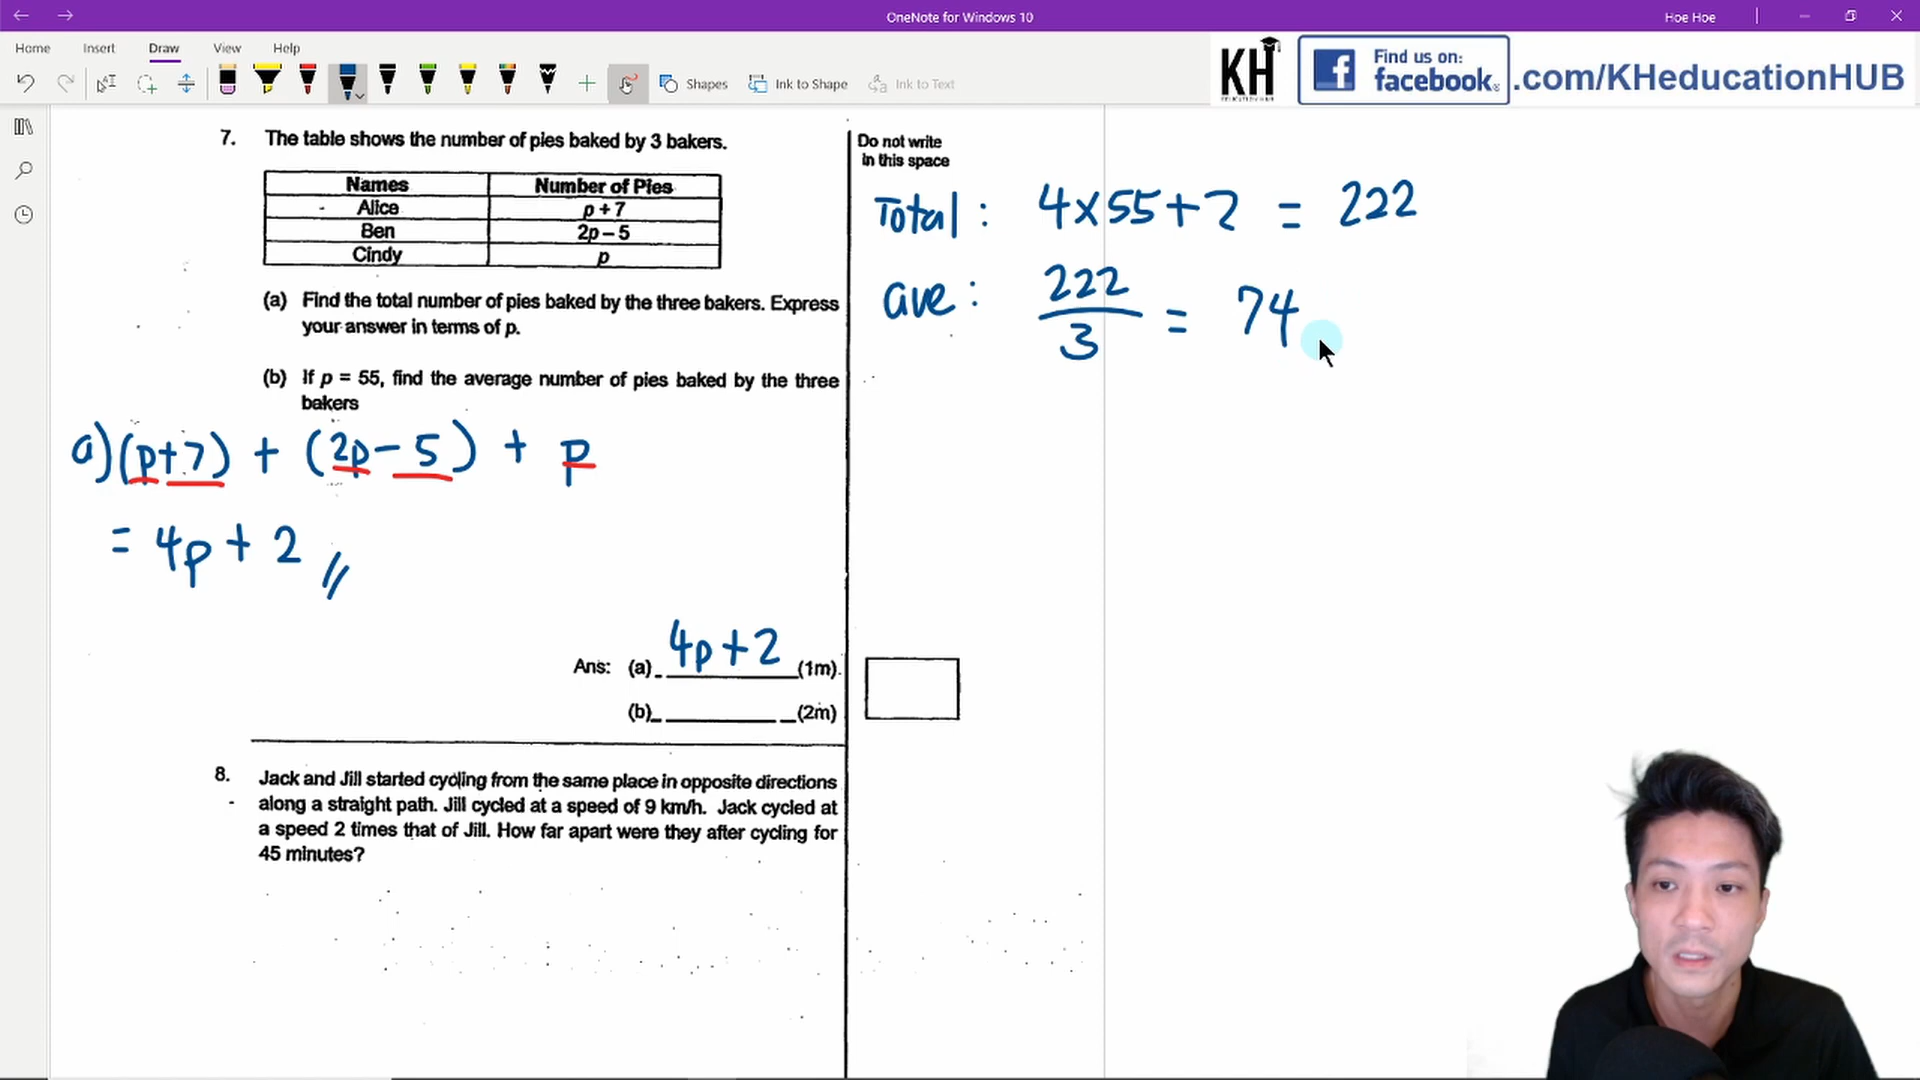 OneNote for Windows 10
Hoe Hoe
Home Insert Draw View Help
Shapes Ink to Shape Ink to Text
KH
Find us on:
facebook.
.com/KHeducationHUB
7. The table shows the number of pies baked by 3 bakers.
Names Number of Pies
Alice p + 7
Ben 2p – 5
Cindy p
(a) Find the total number of pies baked by the three bakers. Express
your answer in terms of p.
(b) If p = 55, find the average number of pies baked by the three
bakers
a) (p+7) + (2p-5) + p
= 4p + 2 //
Ans: (a) 4p+2 (1m).
(b) (2m)
Do not write
in this space
Total : 4×55+2 = 222
ave : 222/3 = 74
8. Jack and Jill started cycling from the same place in opposite directions
along a straight path. Jill cycled at a speed of 9 km/h. Jack cycled at
a speed 2 times that of Jill. How far apart were they after cycling for
45 minutes?